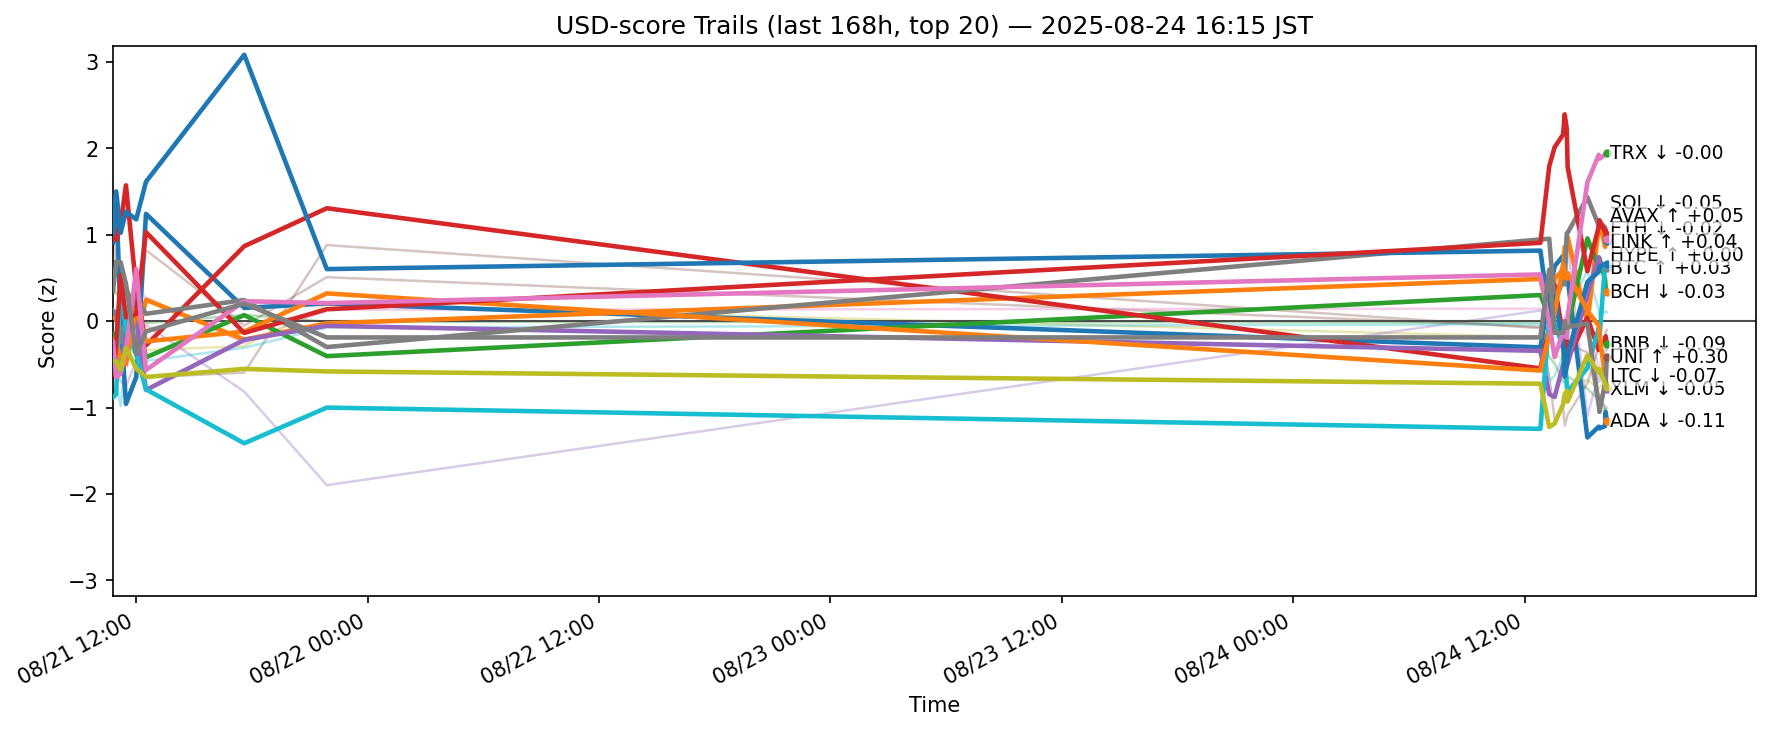 USD-score Trails (last 168h, top 20) — 2025-08-24 16:15 JST
Score (z)
3
2
1
0
−1
−2
−3
TRX ↓ -0.00
SOL ↓ -0.05
AVAX ↑ +0.05
ETH ↓ -0.02
LINK ↑ +0.04
HYPE ↑ +0.00
BTC ↑ +0.03
BCH ↓ -0.03
BNB ↓ -0.09
UNI ↑ +0.30
LTC ↓ -0.07
XLM ↓ -0.05
ADA ↓ -0.11
08/21 12:00
08/22 00:00
08/22 12:00
08/23 00:00
08/23 12:00
08/24 00:00
08/24 12:00
Time